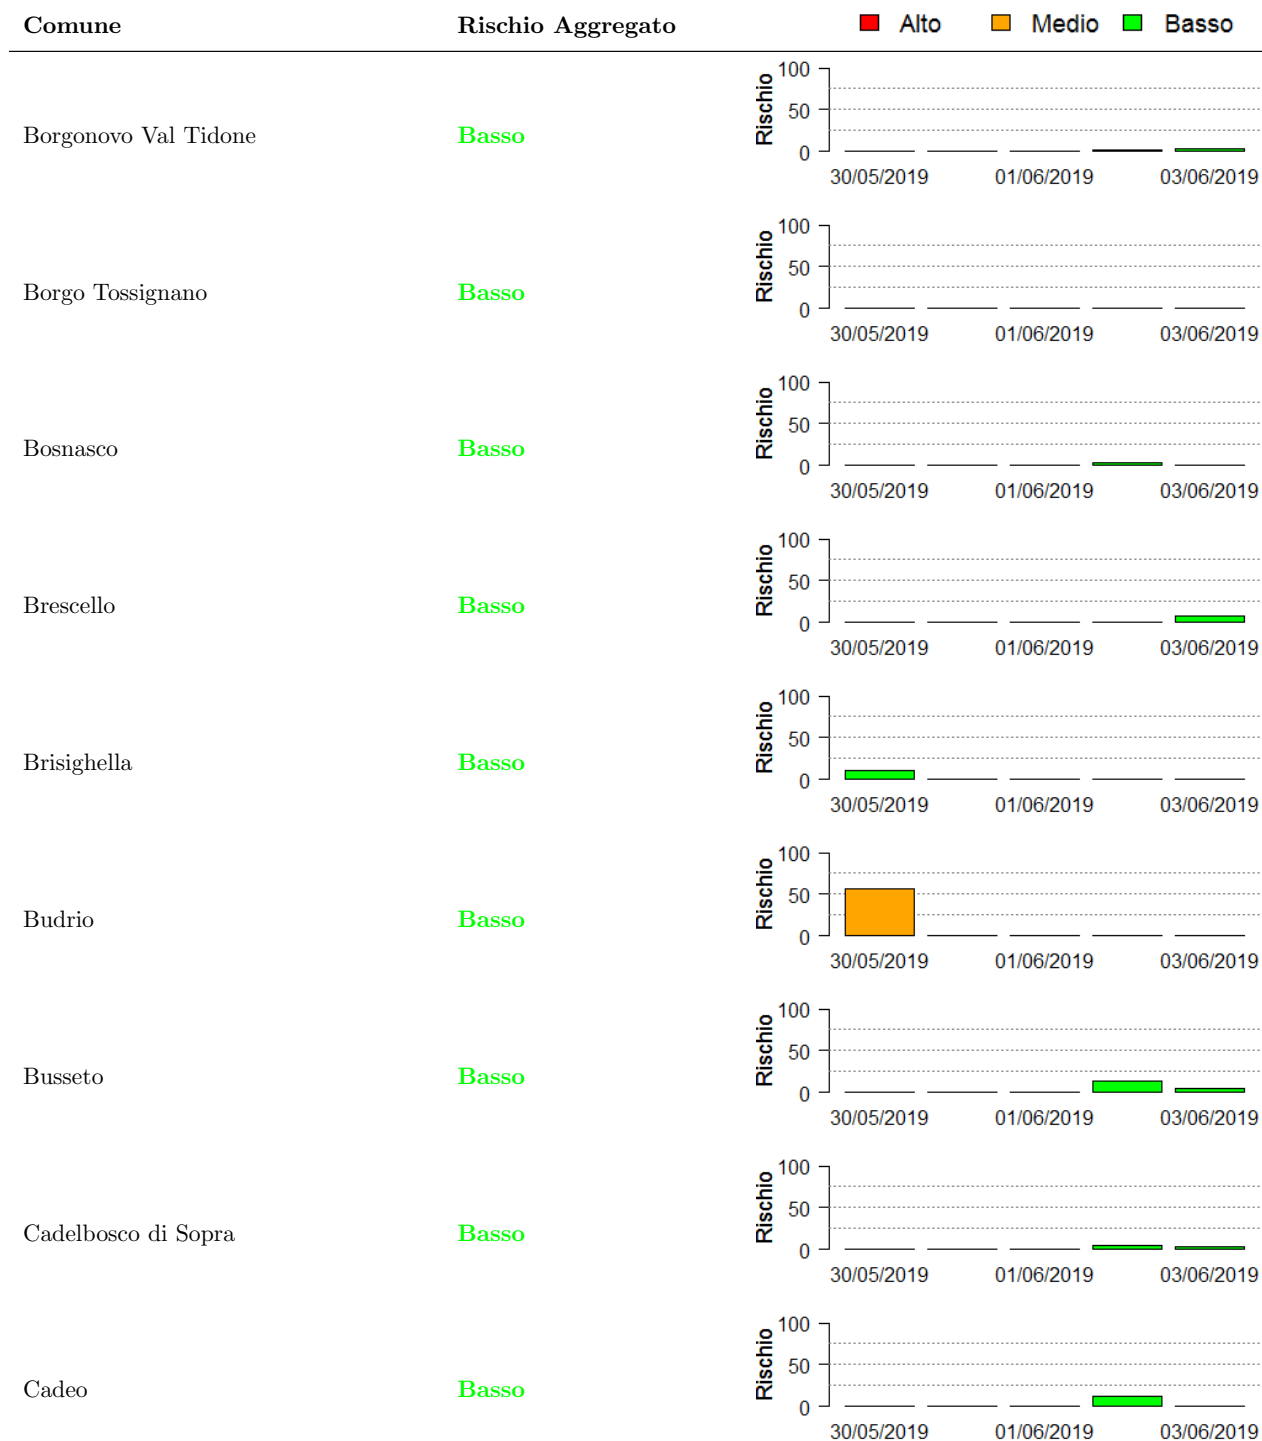 Comune Rischio Aggregato Alto Medio Basso
100
50
0
Rischio
Borgonovo Val Tidone Basso
30/05/2019 01/06/2019 03/06/2019
100
50
0
Rischio
Borgo Tossignano Basso
30/05/2019 01/06/2019 03/06/2019
100
50
0
Rischio
Bosnasco Basso
30/05/2019 01/06/2019 03/06/2019
100
50
0
Rischio
Brescello Basso
30/05/2019 01/06/2019 03/06/2019
100
50
0
Rischio
Brisighella Basso
30/05/2019 01/06/2019 03/06/2019
100
50
0
Rischio
Budrio Basso
30/05/2019 01/06/2019 03/06/2019
100
50
0
Rischio
Busseto Basso
30/05/2019 01/06/2019 03/06/2019
100
50
0
Rischio
Cadelbosco di Sopra Basso
30/05/2019 01/06/2019 03/06/2019
100
50
0
Rischio
Cadeo Basso
30/05/2019 01/06/2019 03/06/2019